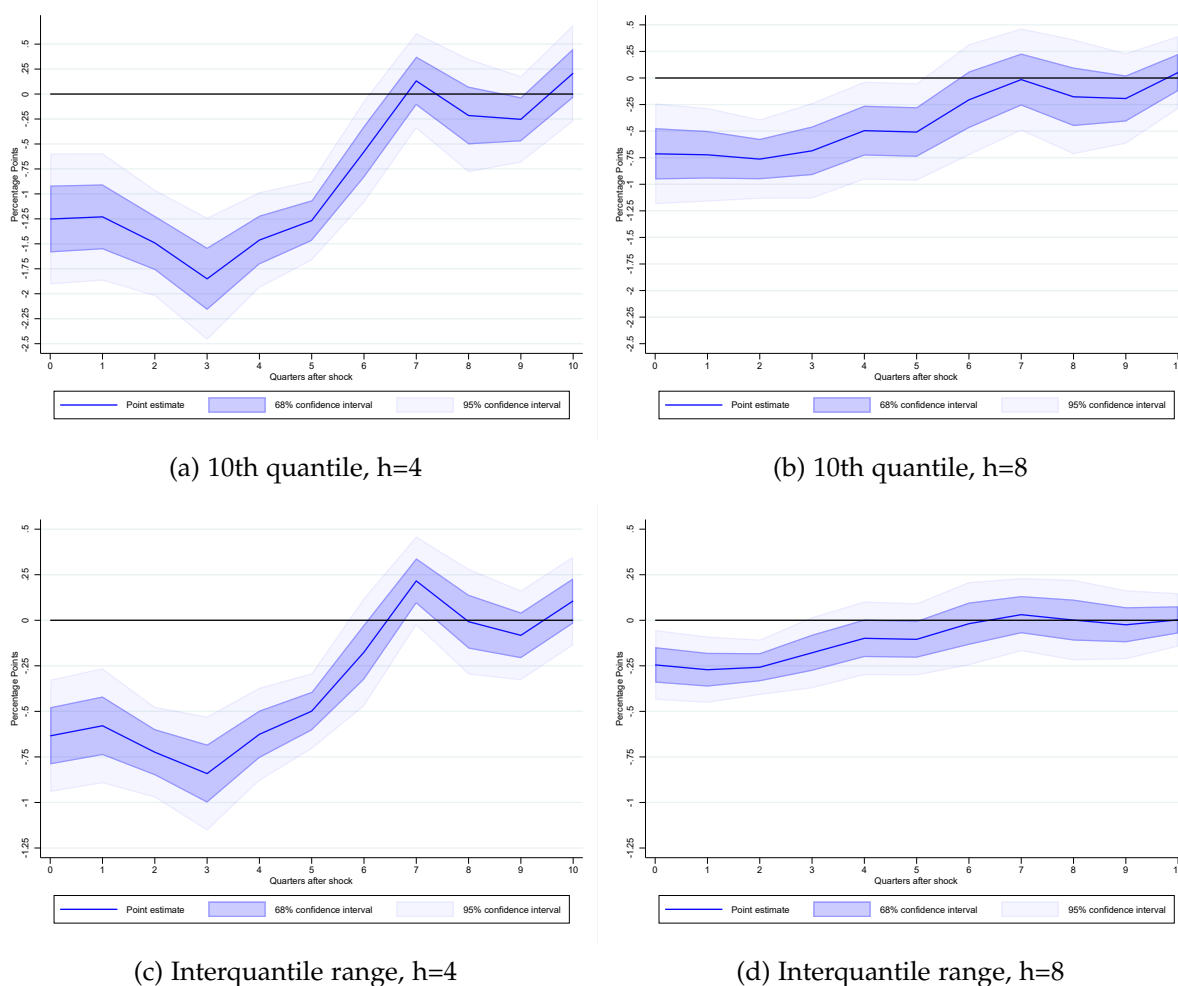 Percentage Points
.5
.25
0
-.25
-.5
-.75
-1
-1.25
-1.5
-1.75
-2
-2.25
-2.5
0 1 2 3 4 5 6 7 8 9 10
Quarters after shock
Point estimate 68% confidence interval 95% confidence interval
(a) 10th quantile, h=4
Percentage Points
.5
.25
0
-.25
-.5
-.75
-1
-1.25
-1.5
-1.75
-2
-2.25
-2.5
0 1 2 3 4 5 6 7 8 9 1
Quarters after shock
Point estimate 68% confidence interval 95% confidence interval
(b) 10th quantile, h=8
Percentage Points
.5
.25
0
-.25
-.5
-.75
-1
-1.25
0 1 2 3 4 5 6 7 8 9 10
Quarters after shock
Point estimate 68% confidence interval 95% confidence interval
(c) Interquantile range, h=4
Percentage Points
.5
.25
0
-.25
-.5
-.75
-1
-1.25
0 1 2 3 4 5 6 7 8 9 1
Quarters after shock
Point estimate 68% confidence interval 95% confidence interval
(d) Interquantile range, h=8